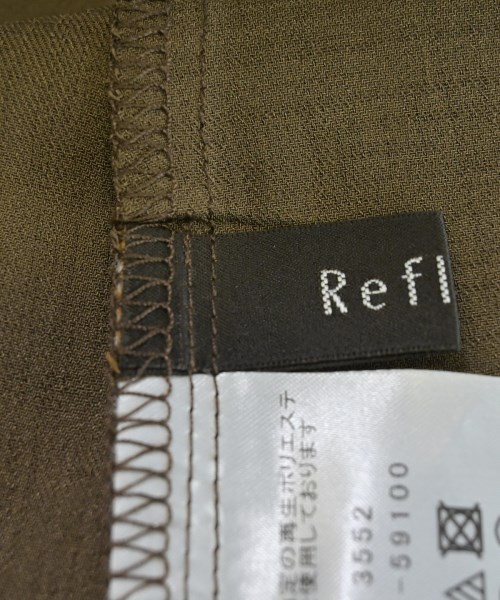 Refl
定の再生ポリエステ
使用しております
3552
-59100